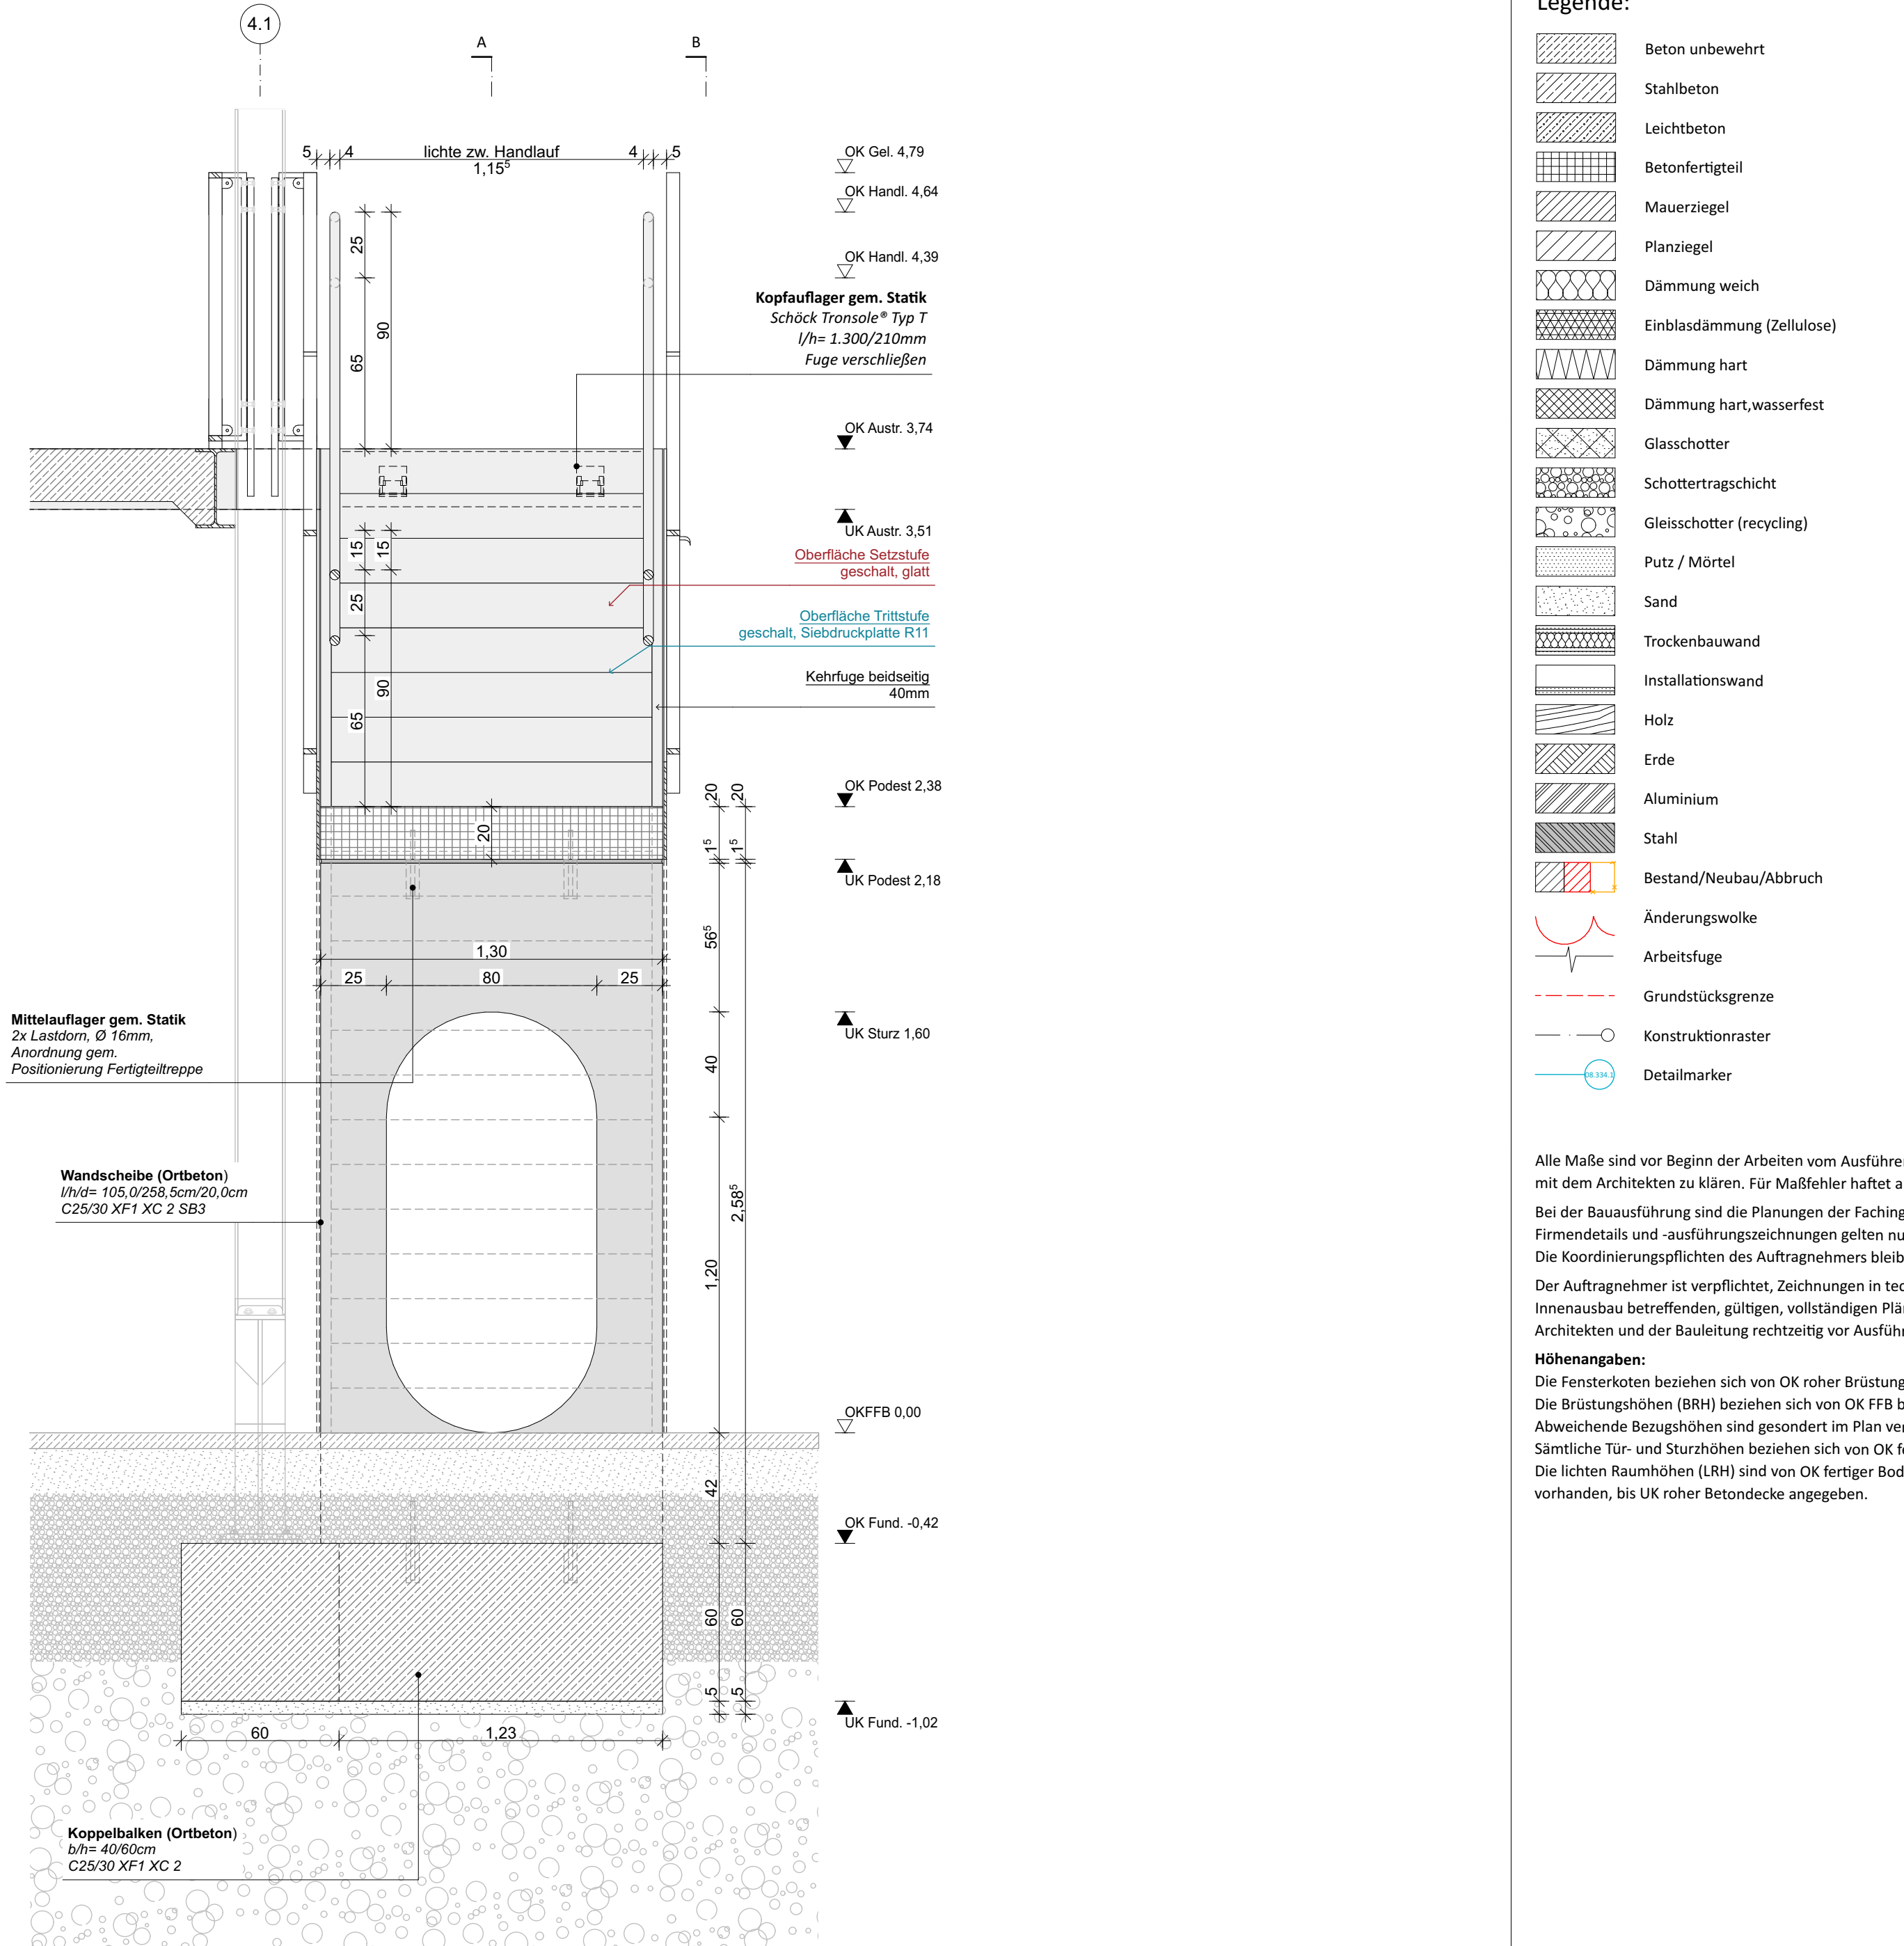 4.1
A
B
5
4
lichte zw. Handlauf
1,15⁵
4
5
OK Gel. 4,79
OK Handl. 4,64
OK Handl. 4,39
25
90
65
Kopfauflager gem. Statik
Schöck Tronsole® Typ T
l/h= 1.300/210mm
Fuge verschließen
OK Austr. 3,74
UK Austr. 3,51
15
15
25
90
65
Oberfläche Setzstufe
geschalt, glatt
Oberfläche Trittstufe
geschalt, Siebdruckplatte R11
Kehrfuge beidseitig
40mm
OK Podest 2,38
20
20
20
1⁵
1⁵
UK Podest 2,18
56⁵
1,30
25
80
25
UK Sturz 1,60
40
Mittelauflager gem. Statik
2x Lastdorn, Ø 16mm,
Anordnung gem.
Positionierung Fertigteiltreppe
Wandscheibe (Ortbeton)
l/h/d= 105,0/258,5cm/20,0cm
C25/30 XF1 XC 2 SB3
2,58⁵
1,20
OKFFB 0,00
42
OK Fund. -0,42
60
60
5
5
UK Fund. -1,02
60
1,23
Koppelbalken (Ortbeton)
b/h= 40/60cm
C25/30 XF1 XC 2
Legende:
Beton unbewehrt
Stahlbeton
Leichtbeton
Betonfertigteil
Mauerziegel
Planziegel
Dämmung weich
Einblasdämmung (Zellulose)
Dämmung hart
Dämmung hart,wasserfest
Glasschotter
Schottertragschicht
Gleisschotter (recycling)
Putz / Mörtel
Sand
Trockenbauwand
Installationswand
Holz
Erde
Aluminium
Stahl
Bestand/Neubau/Abbruch
Änderungswolke
Arbeitsfuge
Grundstücksgrenze
Konstruktionraster
08.334.1
Detailmarker
Alle Maße sind vor Beginn der Arbeiten vom Ausführe
mit dem Architekten zu klären. Für Maßfehler haftet a
Bei der Bauausführung sind die Planungen der Faching
Firmendetails und -ausführungszeichnungen gelten nu
Die Koordinierungspflichten des Auftragnehmers bleib
Der Auftragnehmer ist verpflichtet, Zeichnungen in tec
Innenausbau betreffenden, gültigen, vollständigen Plä
Architekten und der Bauleitung rechtzeitig vor Ausfüh
Höhenangaben:
Die Fensterkoten beziehen sich von OK roher Brüstung
Die Brüstungshöhen (BRH) beziehen sich von OK FFB b
Abweichende Bezugshöhen sind gesondert im Plan ver
Sämtliche Tür- und Sturzhöhen beziehen sich von OK fe
Die lichten Raumhöhen (LRH) sind von OK fertiger Bod
vorhanden, bis UK roher Betondecke angegeben.